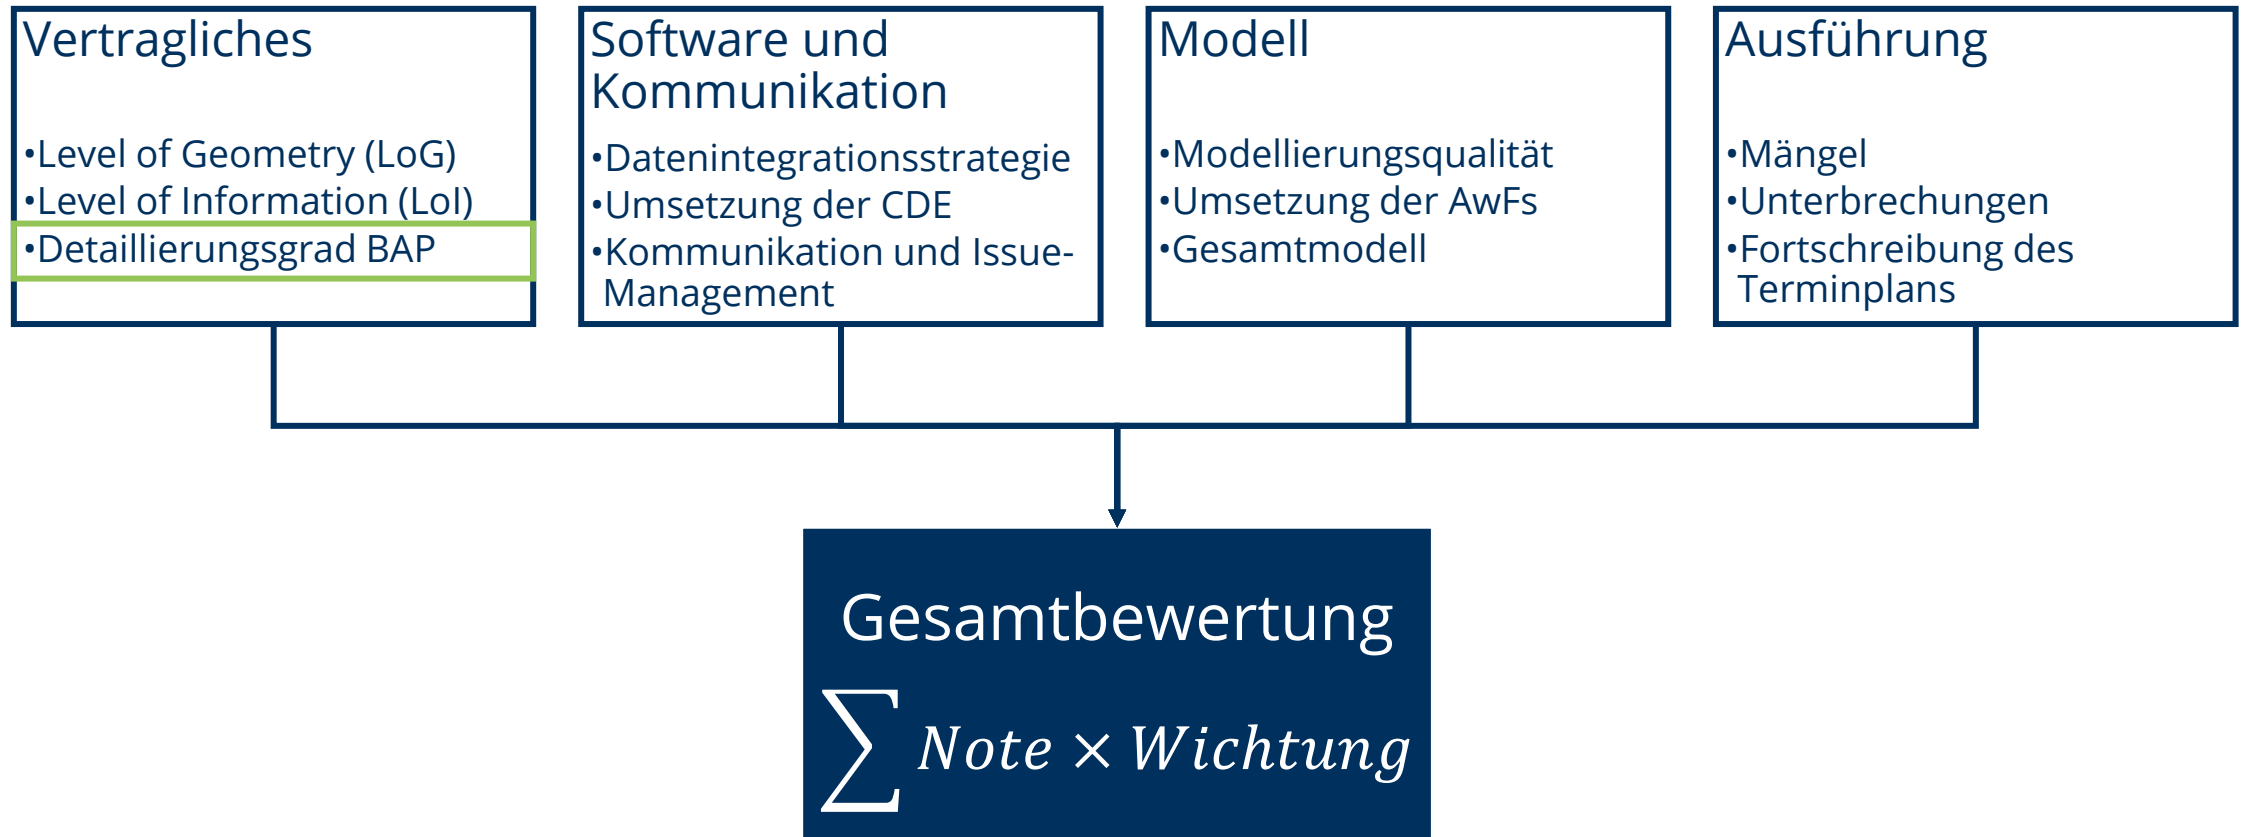 Vertragliches
•Level of Geometry (LoG)
•Level of Information (LoI)
•Detaillierungsgrad BAP
Software und
Kommunikation
•Datenintegrationsstrategie
•Umsetzung der CDE
•Kommunikation und Issue-
Management
Modell
•Modellierungsqualität
•Umsetzung der AwFs
•Gesamtmodell
Ausführung
•Mängel
•Unterbrechungen
•Fortschreibung des
Terminplans
Gesamtbewertung
∑ Note × Wichtung